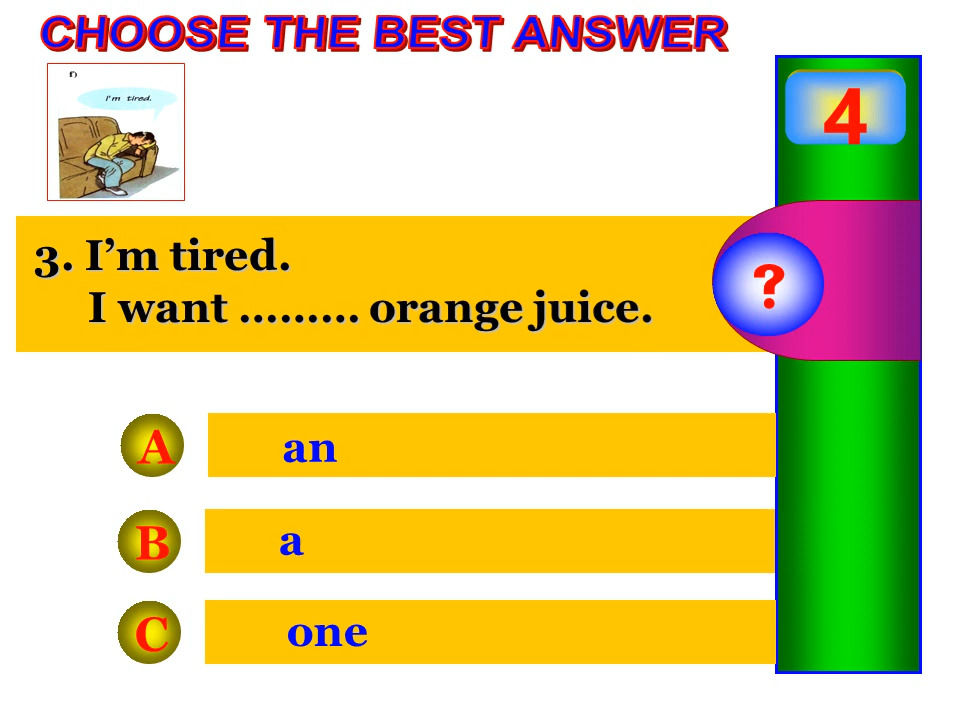 CHOOSE THE BEST ANSWER
f)
I'm tired.
4
3. I’m tired.
I want ……… orange juice.
?
A an
B a
C one